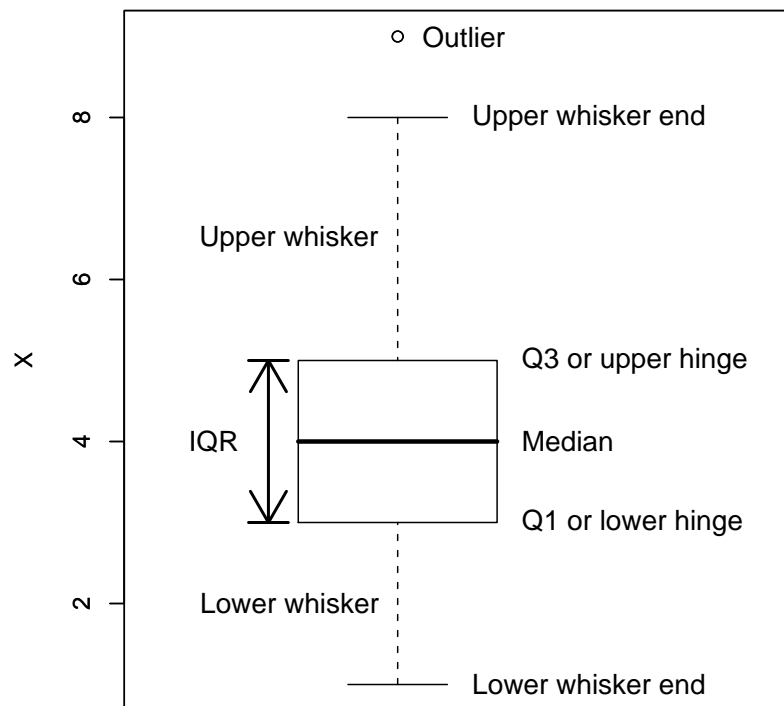 Outlier
8
Upper whisker end
Upper whisker
6
X
Q3 or upper hinge
IQR
4
Median
Q1 or lower hinge
2
Lower whisker
Lower whisker end